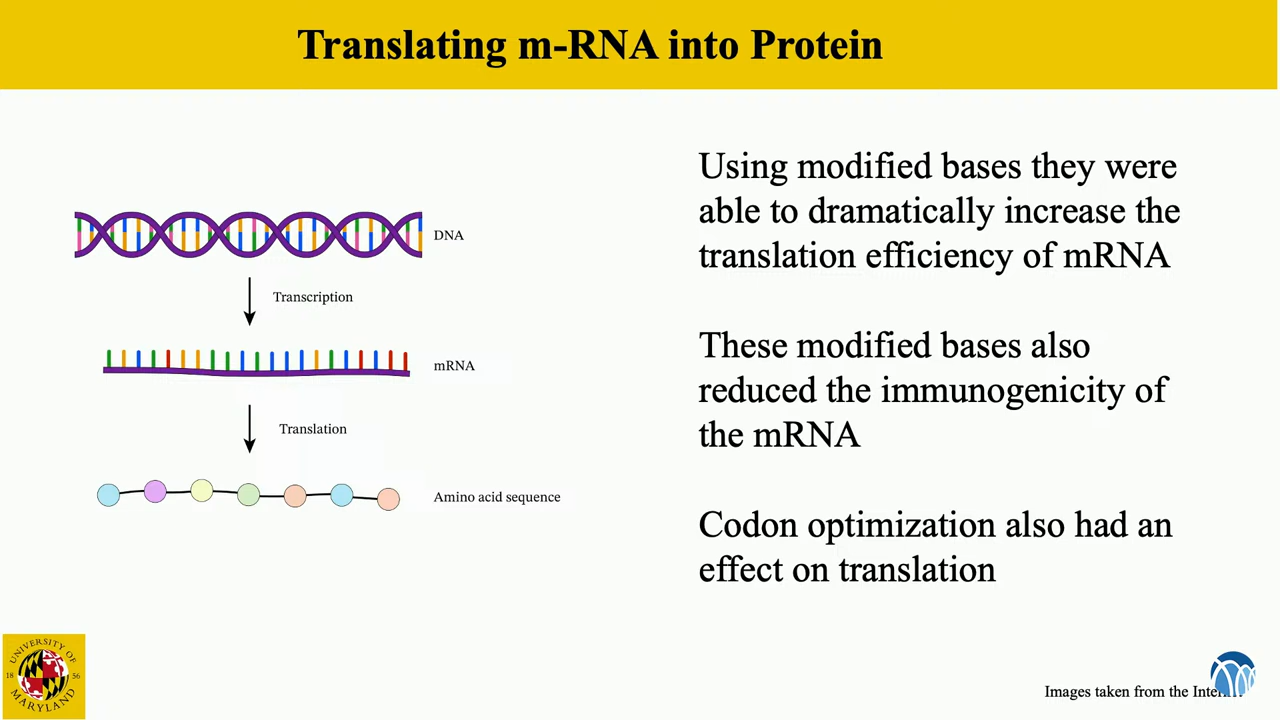 Translating m-RNA into Protein
Using modified bases they were
able to dramatically increase the
translation efficiency of mRNA
These modified bases also
reduced the immunogenicity of
the mRNA
Codon optimization also had an
effect on translation
DNA
Transcription
mRNA
Translation
Amino acid sequence
UNIVERSITY OF
18 56
MARYLAND
Images taken from the